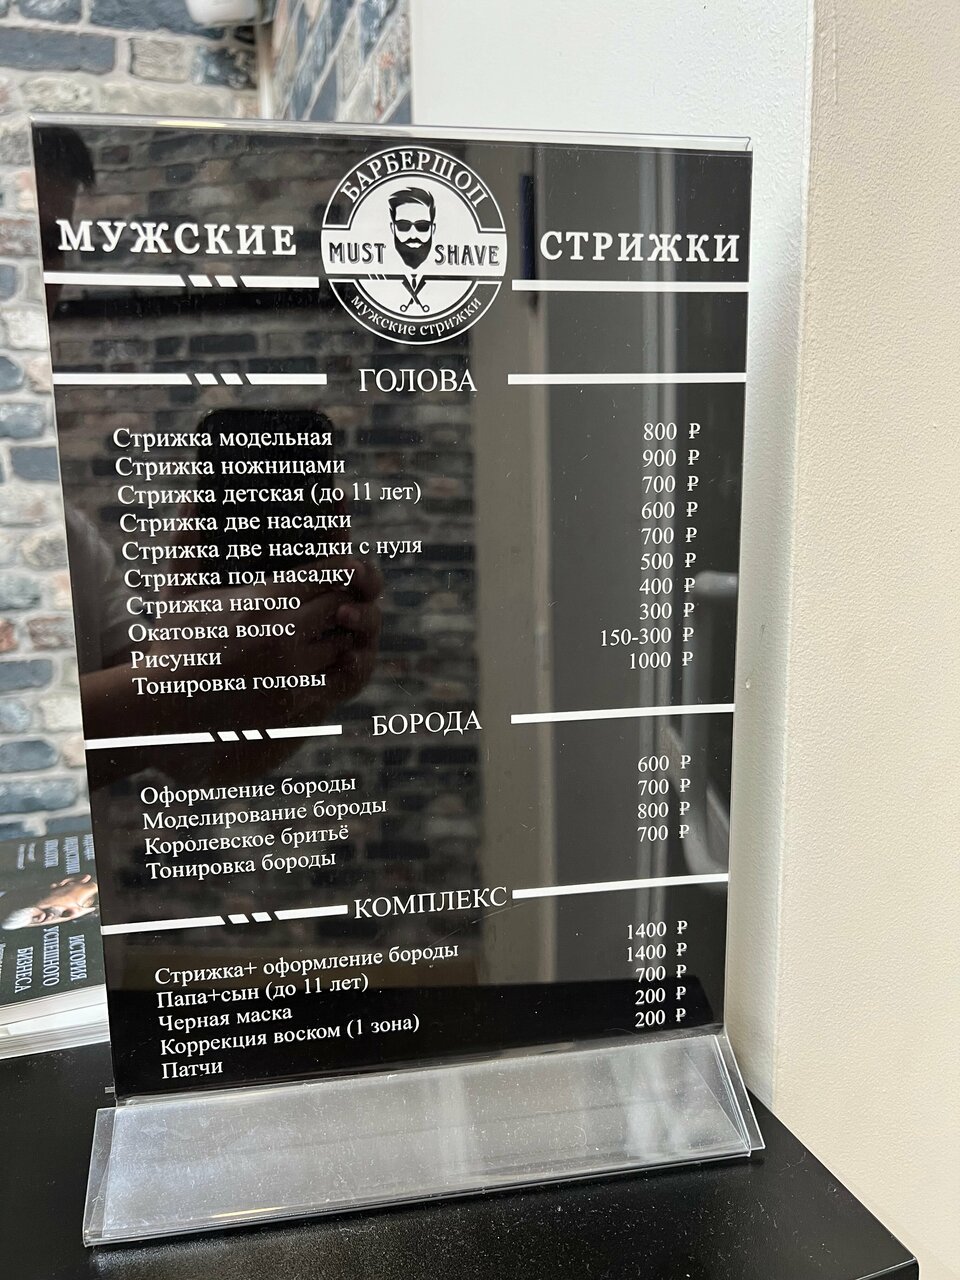 БАРБЕРШОП
МУЖСКИЕ
MUST SHAVE
СТРИЖКИ
мужские стрижки
ГОЛОВА
Стрижка модельная 800 ₽
Стрижка ножницами 900 ₽
Стрижка детская (до 11 лет) 700 ₽
Стрижка две насадки 600 ₽
Стрижка две насадки с нуля 700 ₽
Стрижка под насадку 500 ₽
Стрижка наголо 400 ₽
Окатовка волос 300 ₽
Рисунки 150-300 ₽
Тонировка головы 1000 ₽
БОРОДА
Оформление бороды 600 ₽
Моделирование бороды 700 ₽
Королевское бритьё 800 ₽
Тонировка бороды 700 ₽
КОМПЛЕКС
Стрижка+ оформление бороды 1400 ₽
Папа+сын (до 11 лет) 1400 ₽
Черная маска 700 ₽
Коррекция воском (1 зона) 200 ₽
Патчи 200 ₽
ИСТОРИЯ
УСПЕШНОГО
БИЗНЕСА